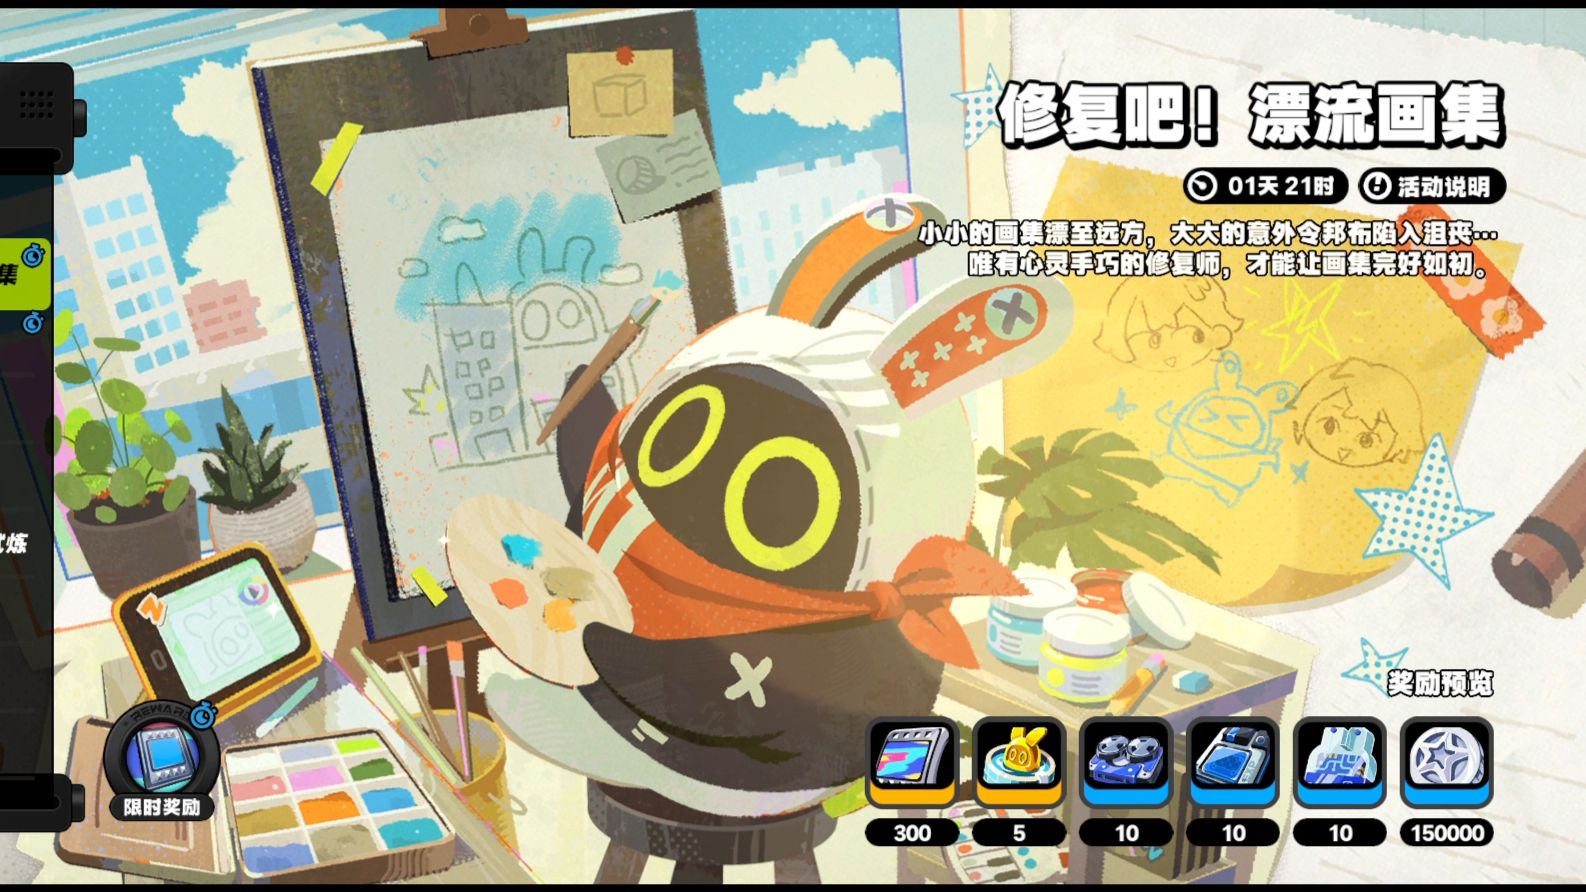 修复吧！漂流画集
01天 21时
活动说明
小小的画集漂至远方，大大的意外令邦布陷入沮丧…
唯有心灵手巧的修复师，才能让画集完好如初。
集
炼
Z
REWARD
限时奖励
奖励预览
300
5
10
10
10
150000